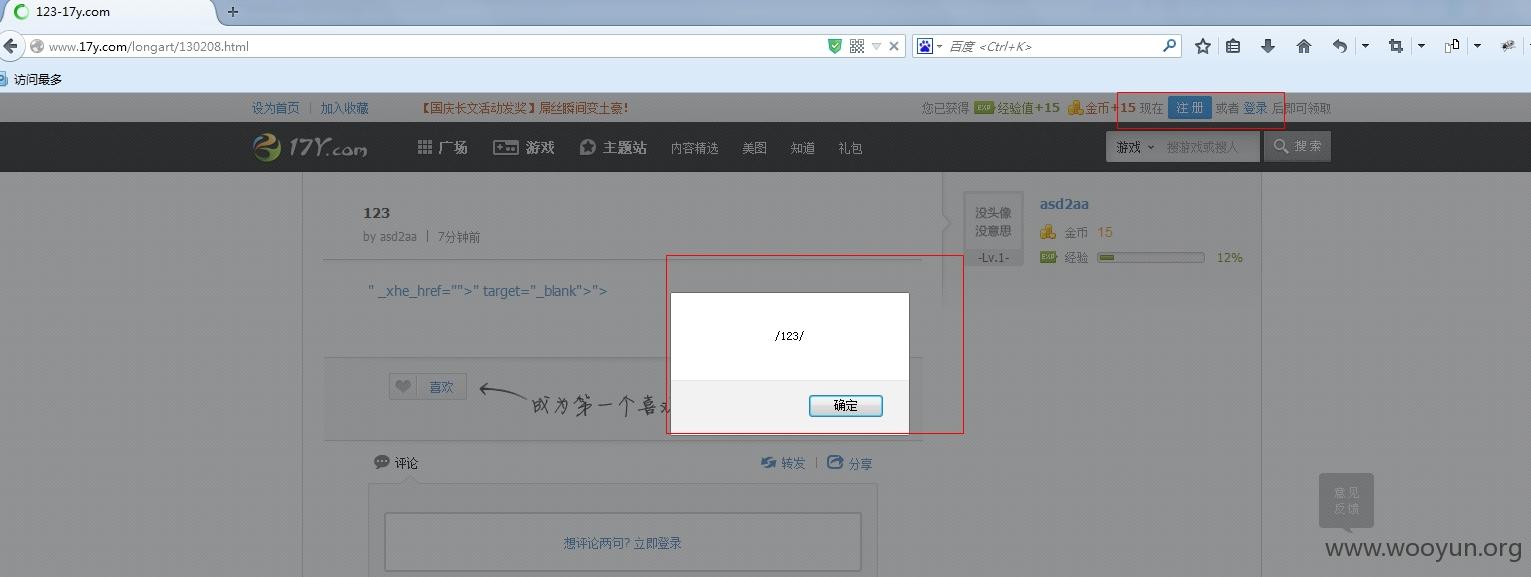 123-17y.com
www.17y.com/longart/130208.html
百度 <Ctrl+K>
访问最多
设为首页 | 加入收藏 【国庆长文活动发奖】屌丝瞬间变土豪! 您已获得 EXP 经验值+15 金币+15 现在 注 册 或者 登录 后即可领取
17Y.com 广场 游戏 主题站 内容精选 美图 知道 礼包 游戏 搜游戏或搜人 搜 索
123
by asd2aa | 7分钟前
" _xhe_href="">" target="_blank">">
没头像
没意思
-Lv.1-
asd2aa
金币 15
EXP 经验 12%
/123/
确定
喜欢
成为第一个喜
评论
转发 | 分享
想评论两句? 立即登录
意见
反馈
www.wooyun.org